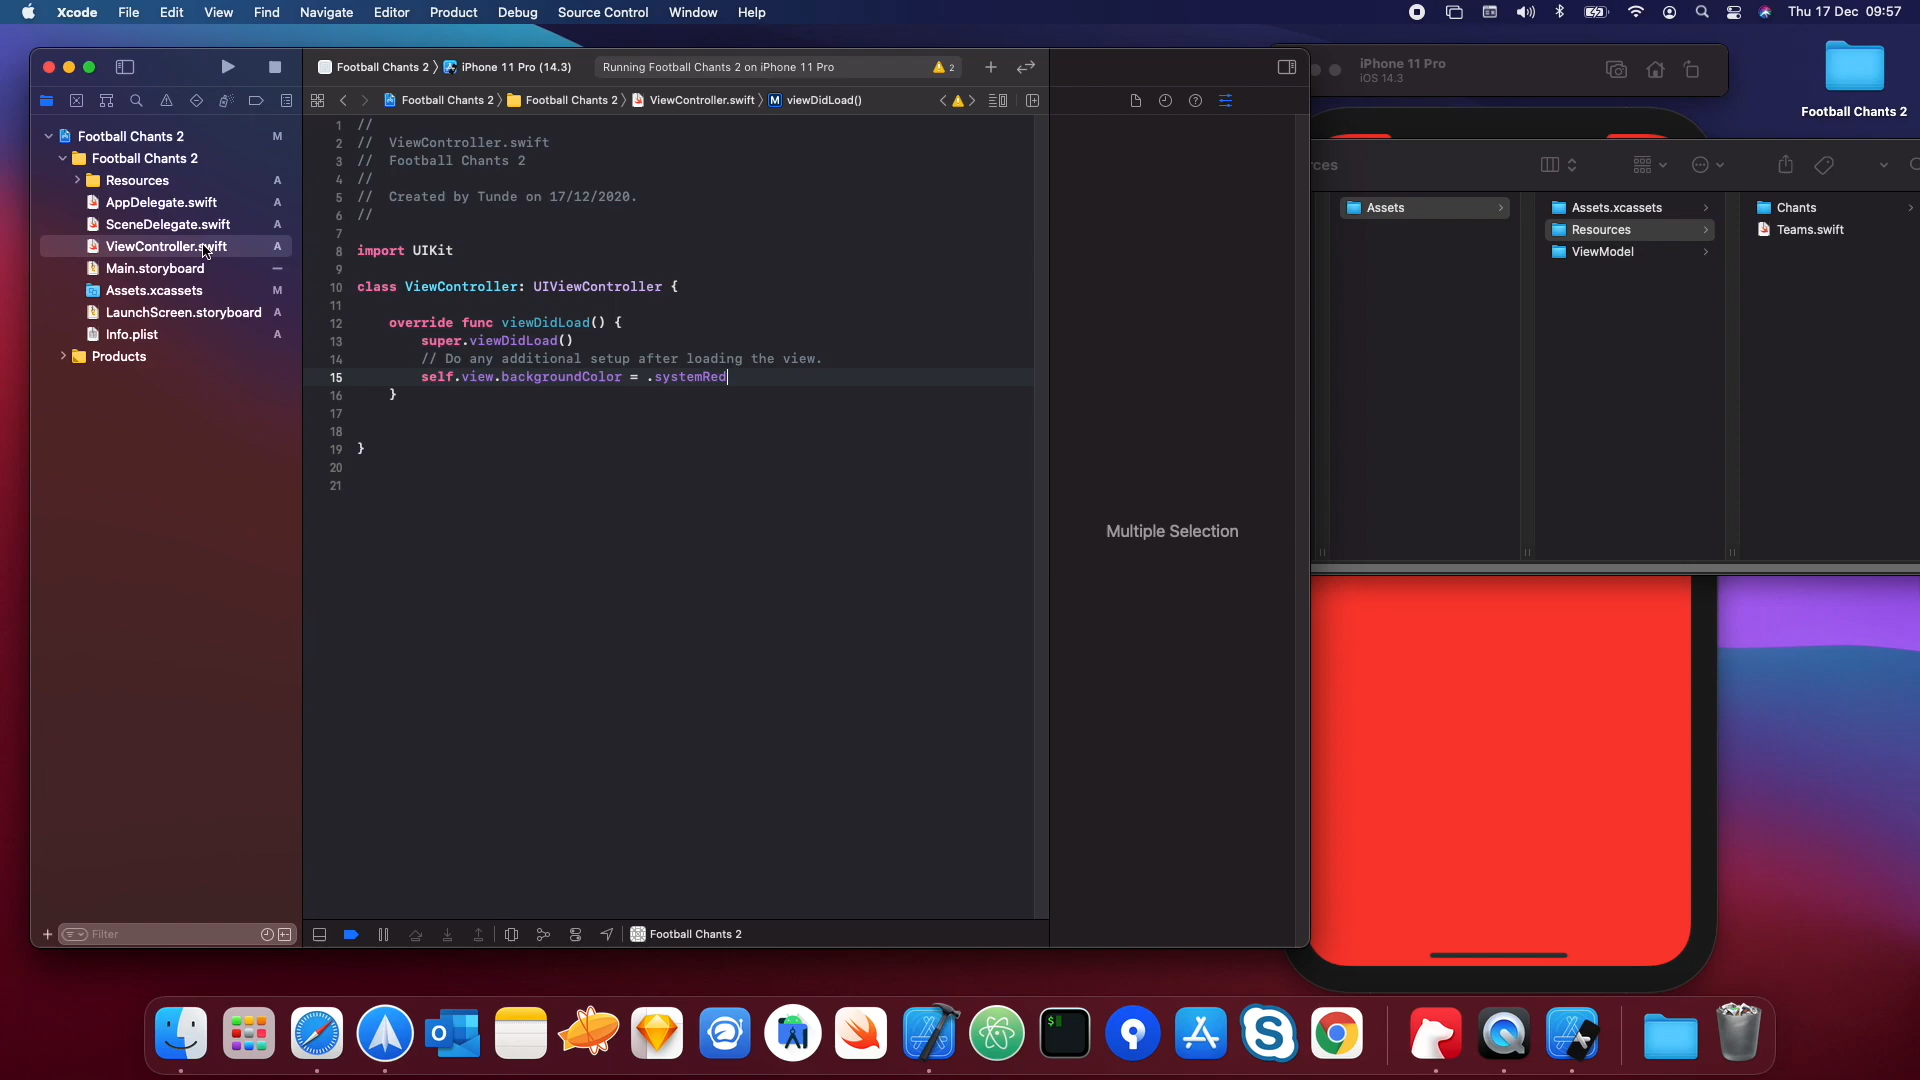 Xcode File Edit View Find Navigate Editor Product Debug Source Control Window Help
Thu 17 Dec 09:57
Football Chants 2 〉 iPhone 11 Pro (14.3)
Running Football Chants 2 on iPhone 11 Pro
2
iPhone 11 Pro
iOS 14.3
Football Chants 2
Football Chants 2 〉 Football Chants 2 〉 ViewController.swift 〉 M viewDidLoad()
Football Chants 2 M
Football Chants 2
Resources A
AppDelegate.swift A
SceneDelegate.swift A
ViewController.swift A
Main.storyboard
Assets.xcassets M
LaunchScreen.storyboard A
Info.plist A
Products
Filter
1 //
2 // ViewController.swift
3 // Football Chants 2
4 //
5 // Created by Tunde on 17/12/2020.
6 //
7
8 import UIKit
9
10 class ViewController: UIViewController {
11
12 override func viewDidLoad() {
13 super.viewDidLoad()
14 // Do any additional setup after loading the view.
15 self.view.backgroundColor = .systemRed
16 }
17
18
19 }
20
21
Football Chants 2
Multiple Selection
rces
Assets
Assets.xcassets
Resources
ViewModel
Chants
Teams.swift